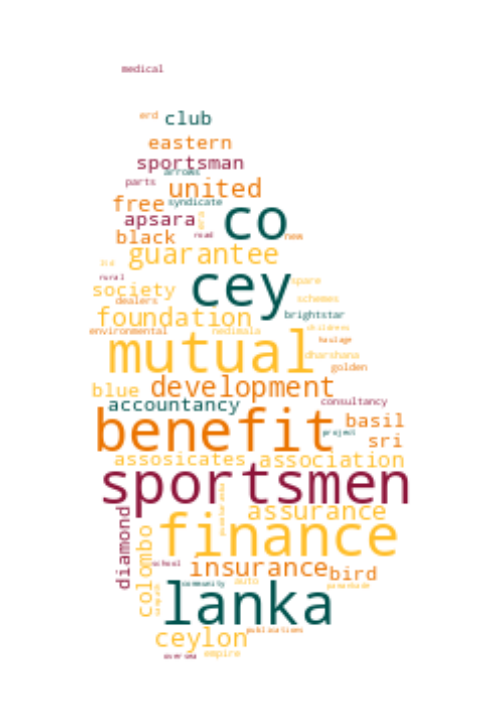 medical
erd club
eastern
sportsman
arrows
parts united
free syndicate
apsara co
black road new
guarantee
ltd
rural cey spare
society schemes
dealers
foundation brightstar
environmental nedimala childrens
mutual haulage
dharshana
golden
blue development
accountancy consultancy
benefit basil
project sri
assosicates association
sportsmen
assurance
diamond finance
colombo school insurance bird
community auto
lanka
ceylon publications
empire